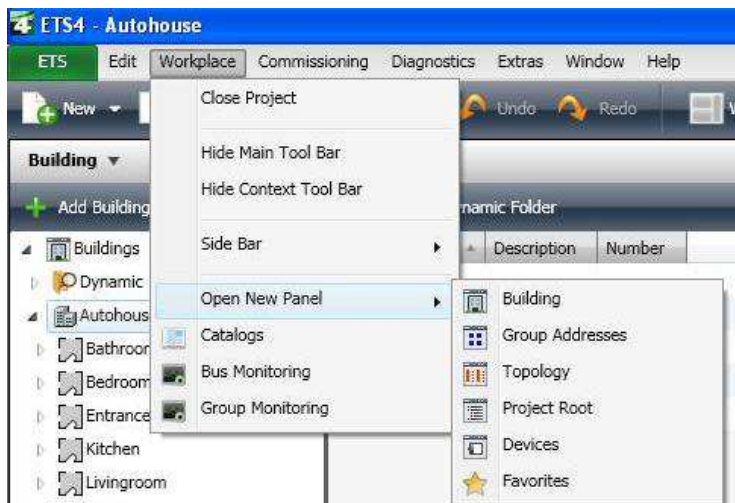 ETS4 - Autohouse
ETS Edit Workplace Commissioning Diagnostics Extras Window Help
New Undo Redo
Close Project
Building
Hide Main Tool Bar
Hide Context Tool Bar
Add Building Folder
Side Bar
Description Number
Buildings
Dynamic
Open New Panel
Autohous
Catalogs
Bus Monitoring
Group Monitoring
Building
Group Addresses
Topology
Project Root
Devices
Favorites
Bathroor
Bedroom
Entrance
Kitchen
Livingroom